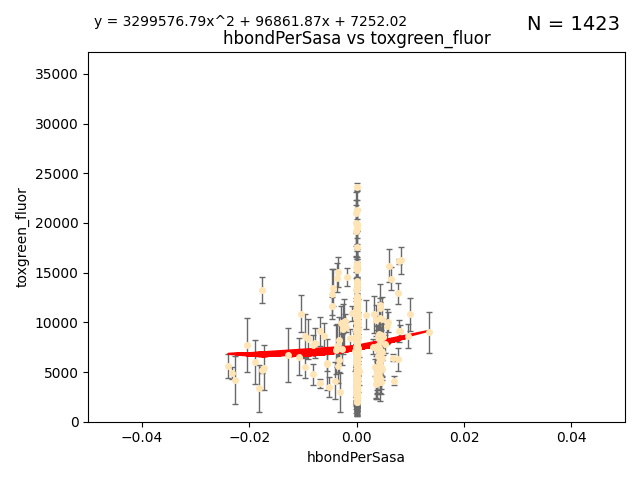 y = 3299576.79x^2 + 96861.87x + 7252.02
N = 1423
hbondPerSasa vs toxgreen_fluor
35000
30000
25000
20000
15000
10000
5000
0
toxgreen_fluor
−0.04
−0.02
0.00
0.02
0.04
hbondPerSasa